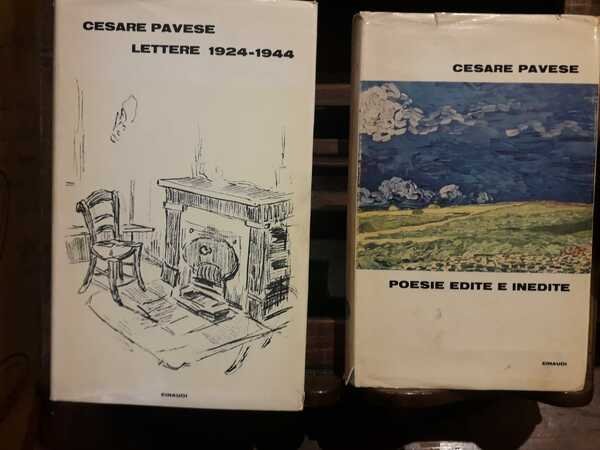 CESARE PAVESE
LETTERE 1924-1944
EINAUDI
CESARE PAVESE
POESIE EDITE E INEDITE
EINAUDI